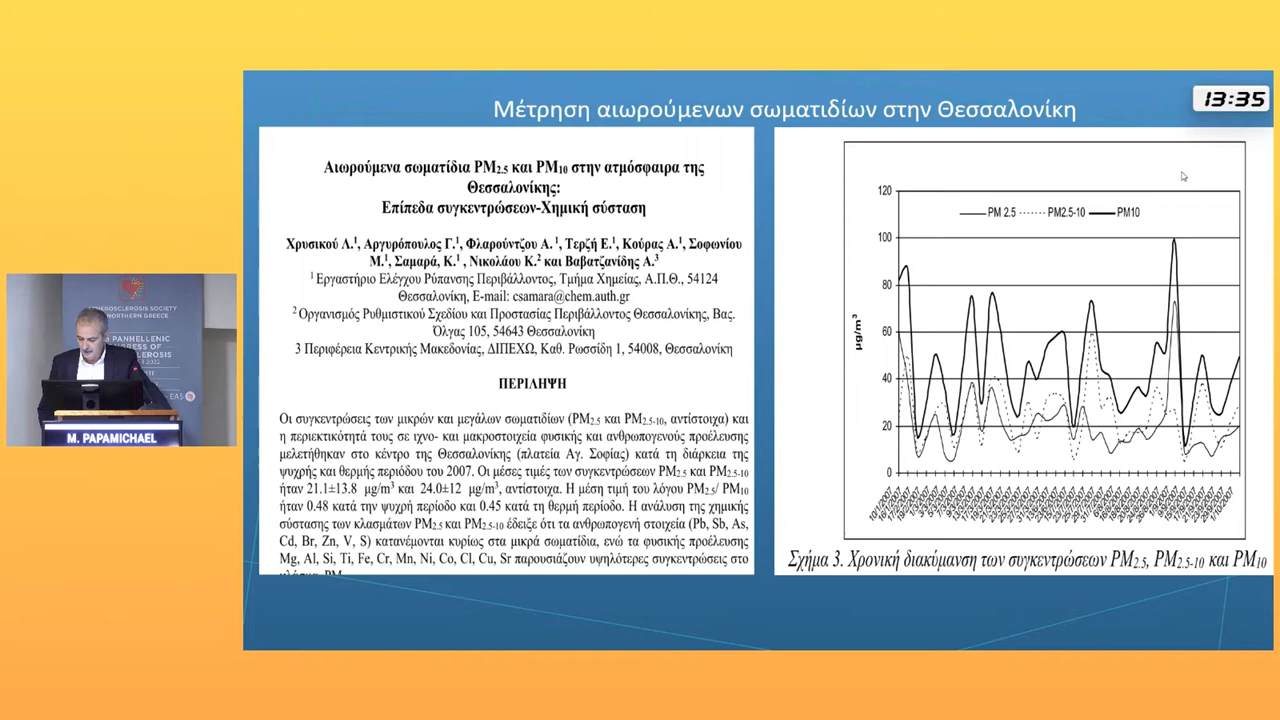 Μέτρηση αιωρούμενων σωματιδίων στην Θεσσαλονίκη
13:35
Αιωρούμενα σωματίδια PM2.5 και PM10 στην ατμόσφαιρα της
Θεσσαλονίκης:
Επίπεδα συγκεντρώσεων-Χημική σύσταση
Χρυσικού Λ.1, Αργυρόπουλος Γ.1, Φλαρούντζου Α. 1, Τερζή Ε.1, Κούρας Α.1, Σοφωνίου
Μ.1, Σαμαρά, Κ.1 , Νικολάου Κ.2 και Βαβατζανίδης Α.3
1 Εργαστήριο Ελέγχου Ρύπανσης Περιβάλλοντος, Τμήμα Χημείας, Α.Π.Θ., 54124
Θεσσαλονίκη, E-mail: csamara@chem.auth.gr
2 Οργανισμός Ρυθμιστικού Σχεδίου και Προστασίας Περιβάλλοντος Θεσσαλονίκης, Βας.
Όλγας 105, 54643 Θεσσαλονίκη
3 Περιφέρεια Κεντρικής Μακεδονίας, ΔΙΠΕΧΩ, Καθ. Ρωσσίδη 1, 54008, Θεσσαλονίκη
ΠΕΡΙΛΗΨΗ
Οι συγκεντρώσεις των μικρών και μεγάλων σωματιδίων (PM2.5 και PM2.5-10, αντίστοιχα) και
η περιεκτικότητά τους σε ιχνο- και μακροστοιχεία φυσικής και ανθρωπογενούς προέλευσης
μελετήθηκαν στο κέντρο της Θεσσαλονίκης (πλατεία Αγ. Σοφίας) κατά τη διάρκεια της
ψυχρής και θερμής περιόδου του 2007. Οι μέσες τιμές των συγκεντρώσεων PM2.5 και PM2.5-10
ήταν 21.1±13.8 μg/m3 και 24.0±12 μg/m3, αντίστοιχα. Η μέση τιμή του λόγου PM2.5/ PM10
ήταν 0.48 κατά την ψυχρή περίοδο και 0.45 κατά τη θερμή περίοδο. Η ανάλυση της χημικής
σύστασης των κλασμάτων PM2.5 και PM2.5-10 έδειξε ότι τα ανθρωπογενή στοιχεία (Pb, Sb, As,
Cd, Br, Zn, V, S) κατανέμονται κυρίως στα μικρά σωματίδια, ενώ τα φυσικής προέλευσης
Mg, Al, Si, Ti, Fe, Cr, Mn, Ni, Co, Cl, Cu, Sr παρουσιάζουν υψηλότερες συγκεντρώσεις στο
PM 2.5 PM2.5-10 PM10
120
100
80
60
40
20
0
μg/m3
Σχήμα 3. Χρονική διακύμανση των συγκεντρώσεων PM2.5, PM2.5-10 και PM10
M. PAPAMICHAEL